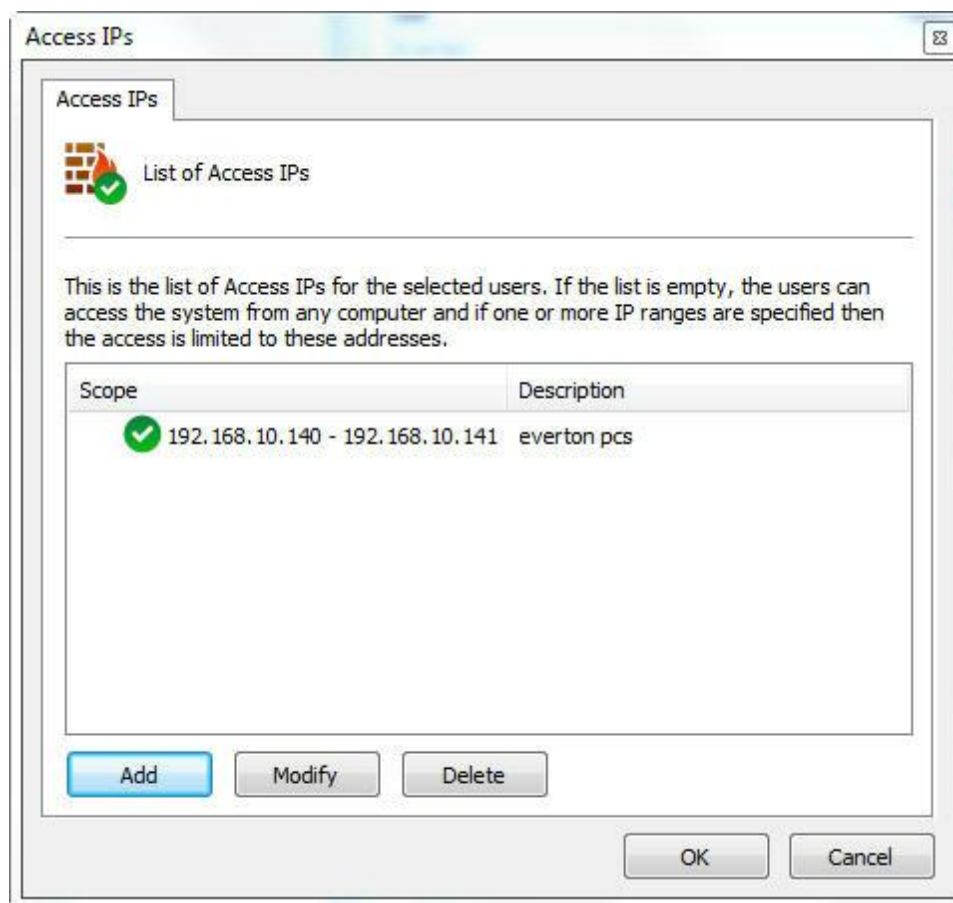 Access IPs
Access IPs
List of Access IPs
This is the list of Access IPs for the selected users. If the list is empty, the users can
access the system from any computer and if one or more IP ranges are specified then
the access is limited to these addresses.
Scope Description
192.168.10.140 - 192.168.10.141 everton pcs
Add Modify Delete
OK Cancel